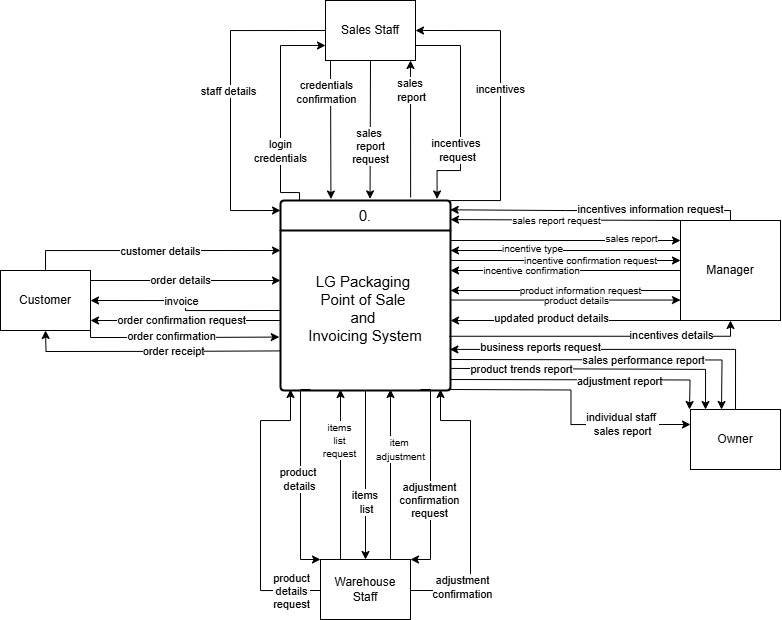 Sales Staff
staff details
credentials
confirmation
sales
report
incentives
login
credentials
sales
report
request
incentives
request
0.
LG Packaging
Point of Sale
and
Invoicing System
Customer
customer details
order details
invoice
order confirmation request
order confirmation
order receipt
Manager
incentives information request
sales report request
sales report
incentive type
incentive confirmation request
incentive confirmation
product information request
product details
updated product details
incentives details
business reports request
sales performance report
product trends report
adjustment report
individual staff
sales report
Owner
items
list
request
item
adjustment
product
details
items
list
adjustment
confirmation
request
Warehouse
Staff
product
details
request
adjustment
confirmation